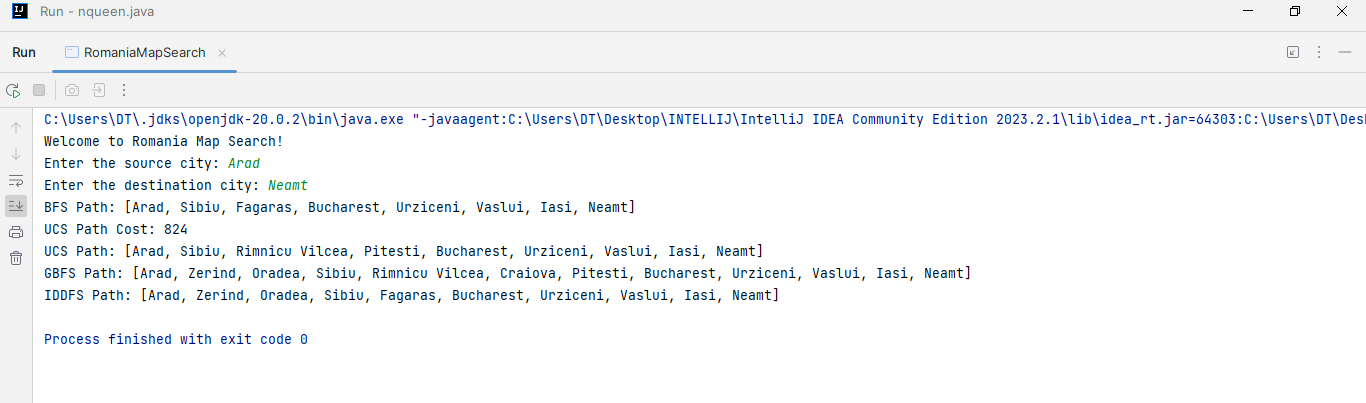 IJ Run - nqueen.java
Run RomaniaMapSearch
C:\Users\DT\.jdks\openjdk-20.0.2\bin\java.exe "-javaagent:C:\Users\DT\Desktop\INTELLIJ\IntelliJ IDEA Community Edition 2023.2.1\lib\idea_rt.jar=64303:C:\Users\DT\Des
Welcome to Romania Map Search!
Enter the source city: Arad
Enter the destination city: Neamt
BFS Path: [Arad, Sibiu, Fagaras, Bucharest, Urziceni, Vaslui, Iasi, Neamt]
UCS Path Cost: 824
UCS Path: [Arad, Sibiu, Rimnicu Vilcea, Pitesti, Bucharest, Urziceni, Vaslui, Iasi, Neamt]
GBFS Path: [Arad, Zerind, Oradea, Sibiu, Rimnicu Vilcea, Craiova, Pitesti, Bucharest, Urziceni, Vaslui, Iasi, Neamt]
IDDFS Path: [Arad, Zerind, Oradea, Sibiu, Fagaras, Bucharest, Urziceni, Vaslui, Iasi, Neamt]
Process finished with exit code 0